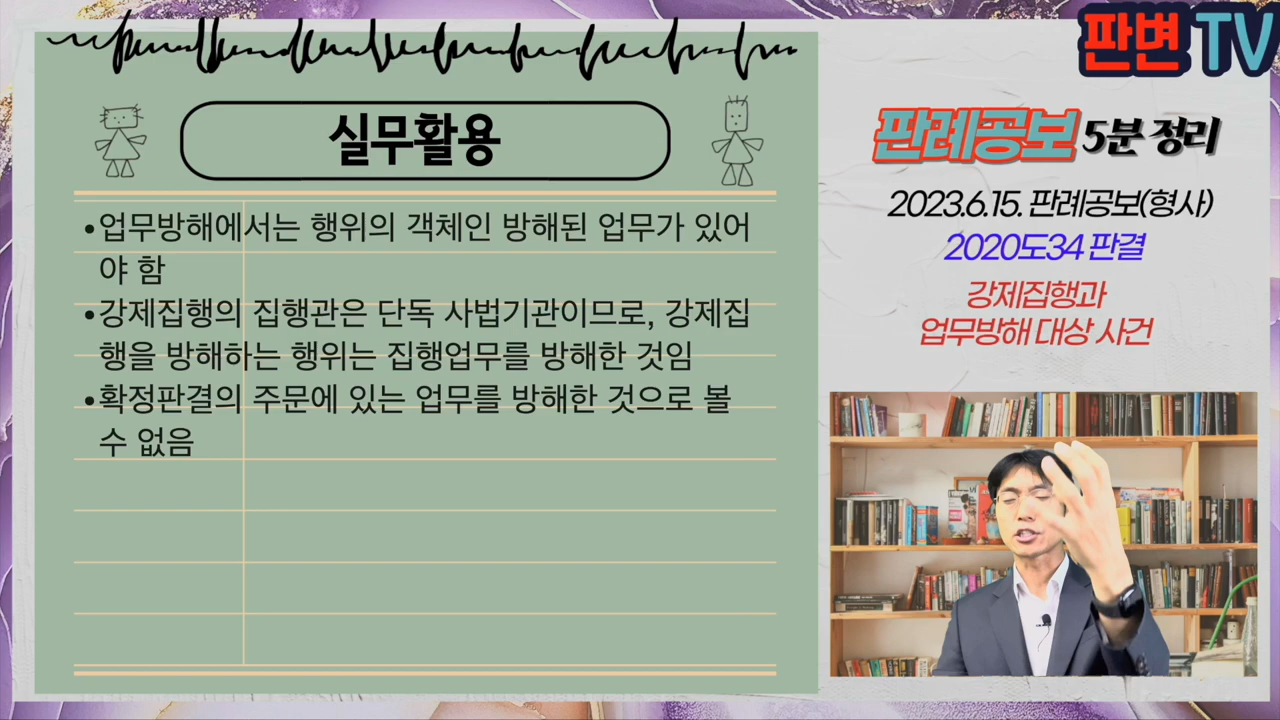 판변 TV
실무활용
•업무방해에서는 행위의 객체인 방해된 업무가 있어
야 함
•강제집행의 집행관은 단독 사법기관이므로, 강제집
행을 방해하는 행위는 집행업무를 방해한 것임
•확정판결의 주문에 있는 업무를 방해한 것으로 볼
수 없음
판례공보 5분 정리
2023.6.15. 판례공보(형사)
2020도34 판결
강제집행과
업무방해 대상 사건